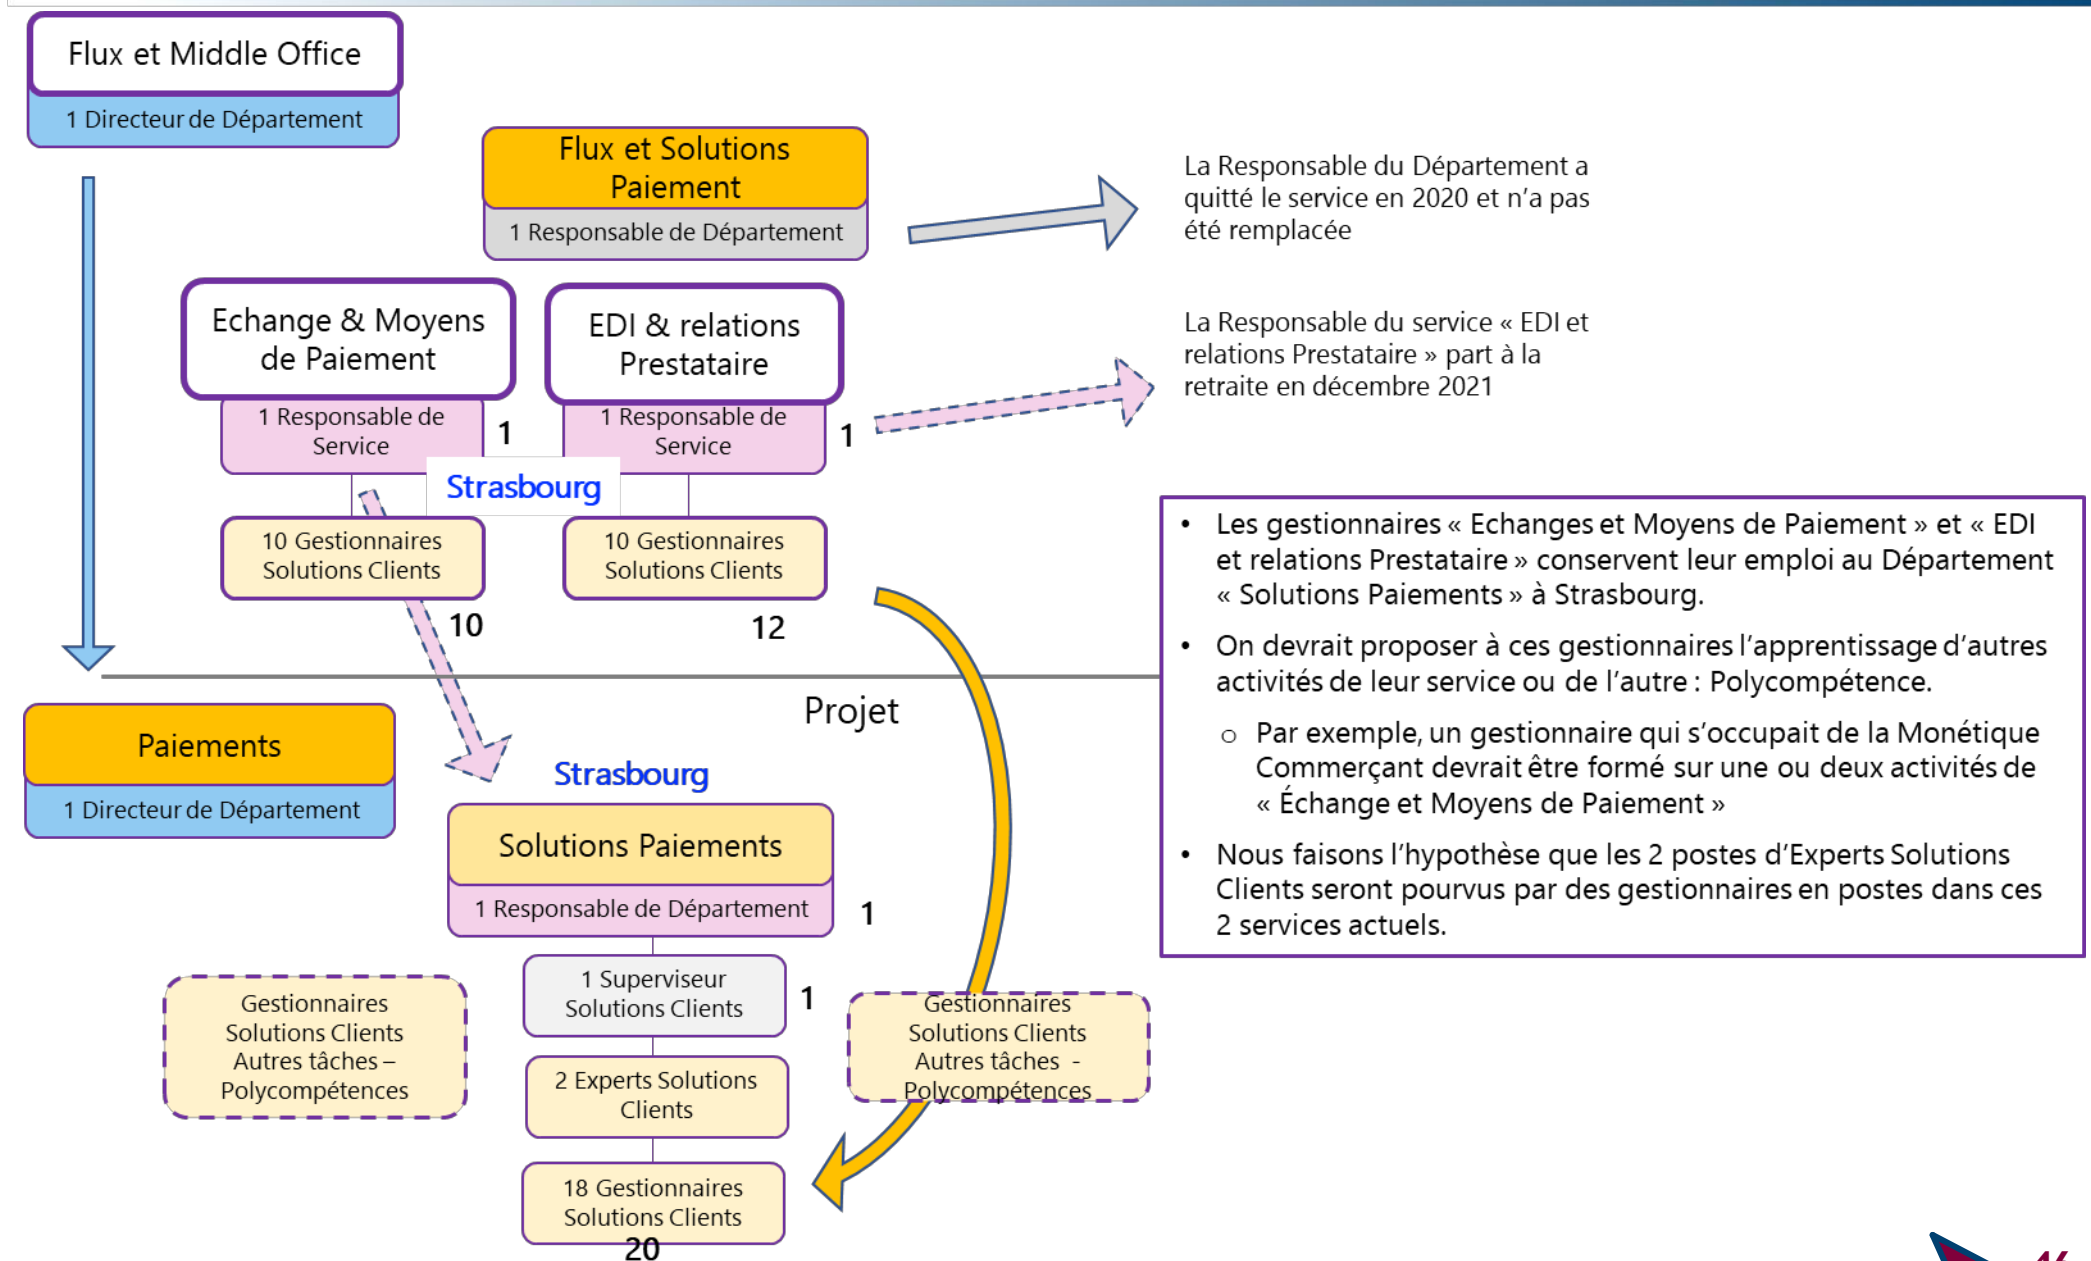 Flux et Middle Office
1 Directeur de Département
Flux et Solutions
Paiement
1 Responsable de Département
La Responsable du Département a
quitté le service en 2020 et n'a pas
été remplacée
Echange & Moyens
de Paiement
1 Responsable de
Service
1
EDI & relations
Prestataire
1 Responsable de
Service
1
La Responsable du service « EDI et
relations Prestataire » part à la
retraite en décembre 2021
Strasbourg
10 Gestionnaires
Solutions Clients
10
10 Gestionnaires
Solutions Clients
12
• Les gestionnaires « Echanges et Moyens de Paiement » et « EDI
et relations Prestataire » conservent leur emploi au Département
« Solutions Paiements » à Strasbourg.
• On devrait proposer à ces gestionnaires l'apprentissage d'autres
activités de leur service ou de l'autre : Polycompétence.
o Par exemple, un gestionnaire qui s'occupait de la Monétique
Commerçant devrait être formé sur une ou deux activités de
« Échange et Moyens de Paiement »
• Nous faisons l'hypothèse que les 2 postes d'Experts Solutions
Clients seront pourvus par des gestionnaires en postes dans ces
2 services actuels.
Projet
Paiements
1 Directeur de Département
Strasbourg
Solutions Paiements
1 Responsable de Département
1
1 Superviseur
Solutions Clients
1
2 Experts Solutions
Clients
18 Gestionnaires
Solutions Clients
20
Gestionnaires
Solutions Clients
Autres tâches –
Polycompétences
Gestionnaires
Solutions Clients
Autres tâches -
Polycompétences